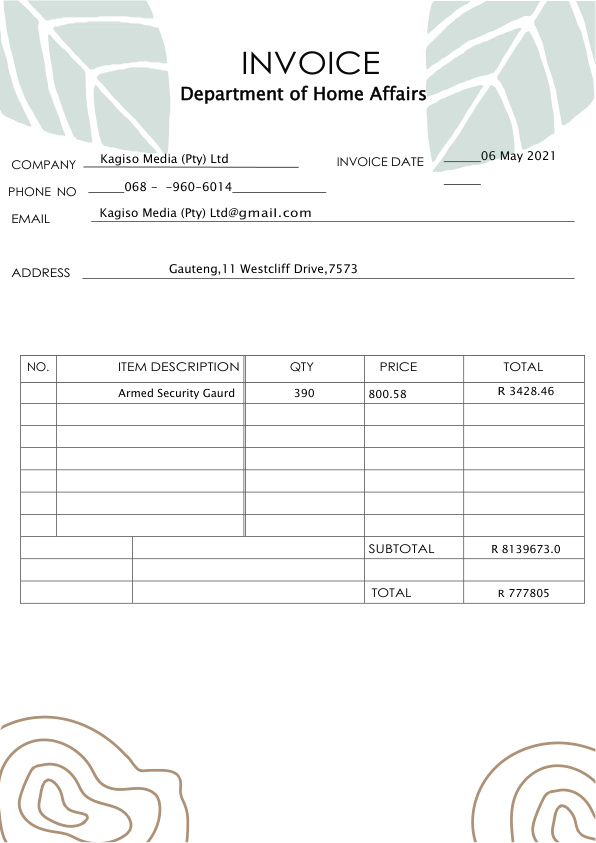 INVOICE
Department of Home Affairs
COMPANY Kagiso Media (Pty) Ltd INVOICE DATE 06 May 2021
PHONE NO 068 - -960-6014
EMAIL Kagiso Media (Pty) Ltd@gmail.com
ADDRESS Gauteng,11 Westcliff Drive,7573
NO. ITEM DESCRIPTION QTY PRICE TOTAL
Armed Security Gaurd 390 800.58 R 3428.46
SUBTOTAL R 8139673.0
TOTAL R 777805